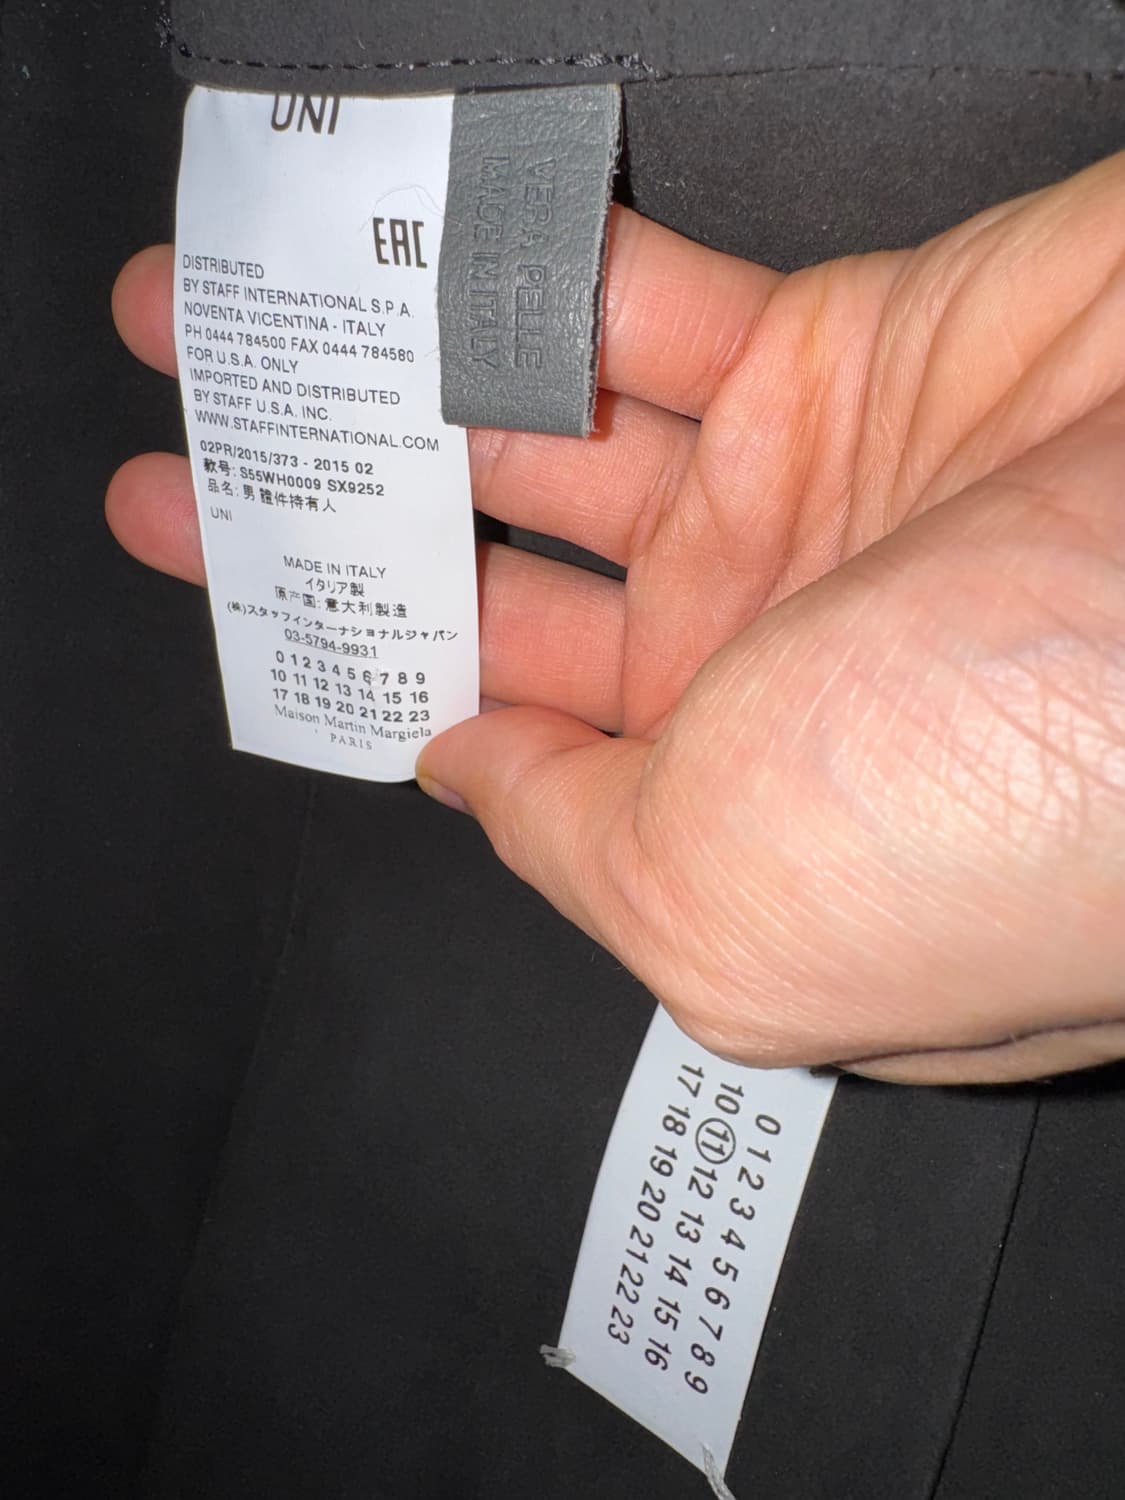 UNI
EAC
DISTRIBUTED
BY STAFF INTERNATIONAL S.P.A.
NOVENTA VICENTINA - ITALY
PH 0444 784500 FAX 0444 784580
FOR U.S.A. ONLY
IMPORTED AND DISTRIBUTED
BY STAFF U.S.A. INC.
WWW.STAFFINTERNATIONAL.COM
02PR/2015/373 - 2015 02
款号: S55WH0009 SX9252
品名: 男 證件持有人
UNI
MADE IN ITALY
イタリア製
原产国: 意大利製造
(株)スタッフインターナショナルジャパン
03-5794-9931
0 1 2 3 4 5 6 7 8 9
10 11 12 13 14 15 16
17 18 19 20 21 22 23
Maison Martin Margiela
PARIS
VERA PELLE
MADE IN ITALY
0 1 2 3 4 5 6 7 8 9
10 11 12 13 14 15 16
17 18 19 20 21 22 23